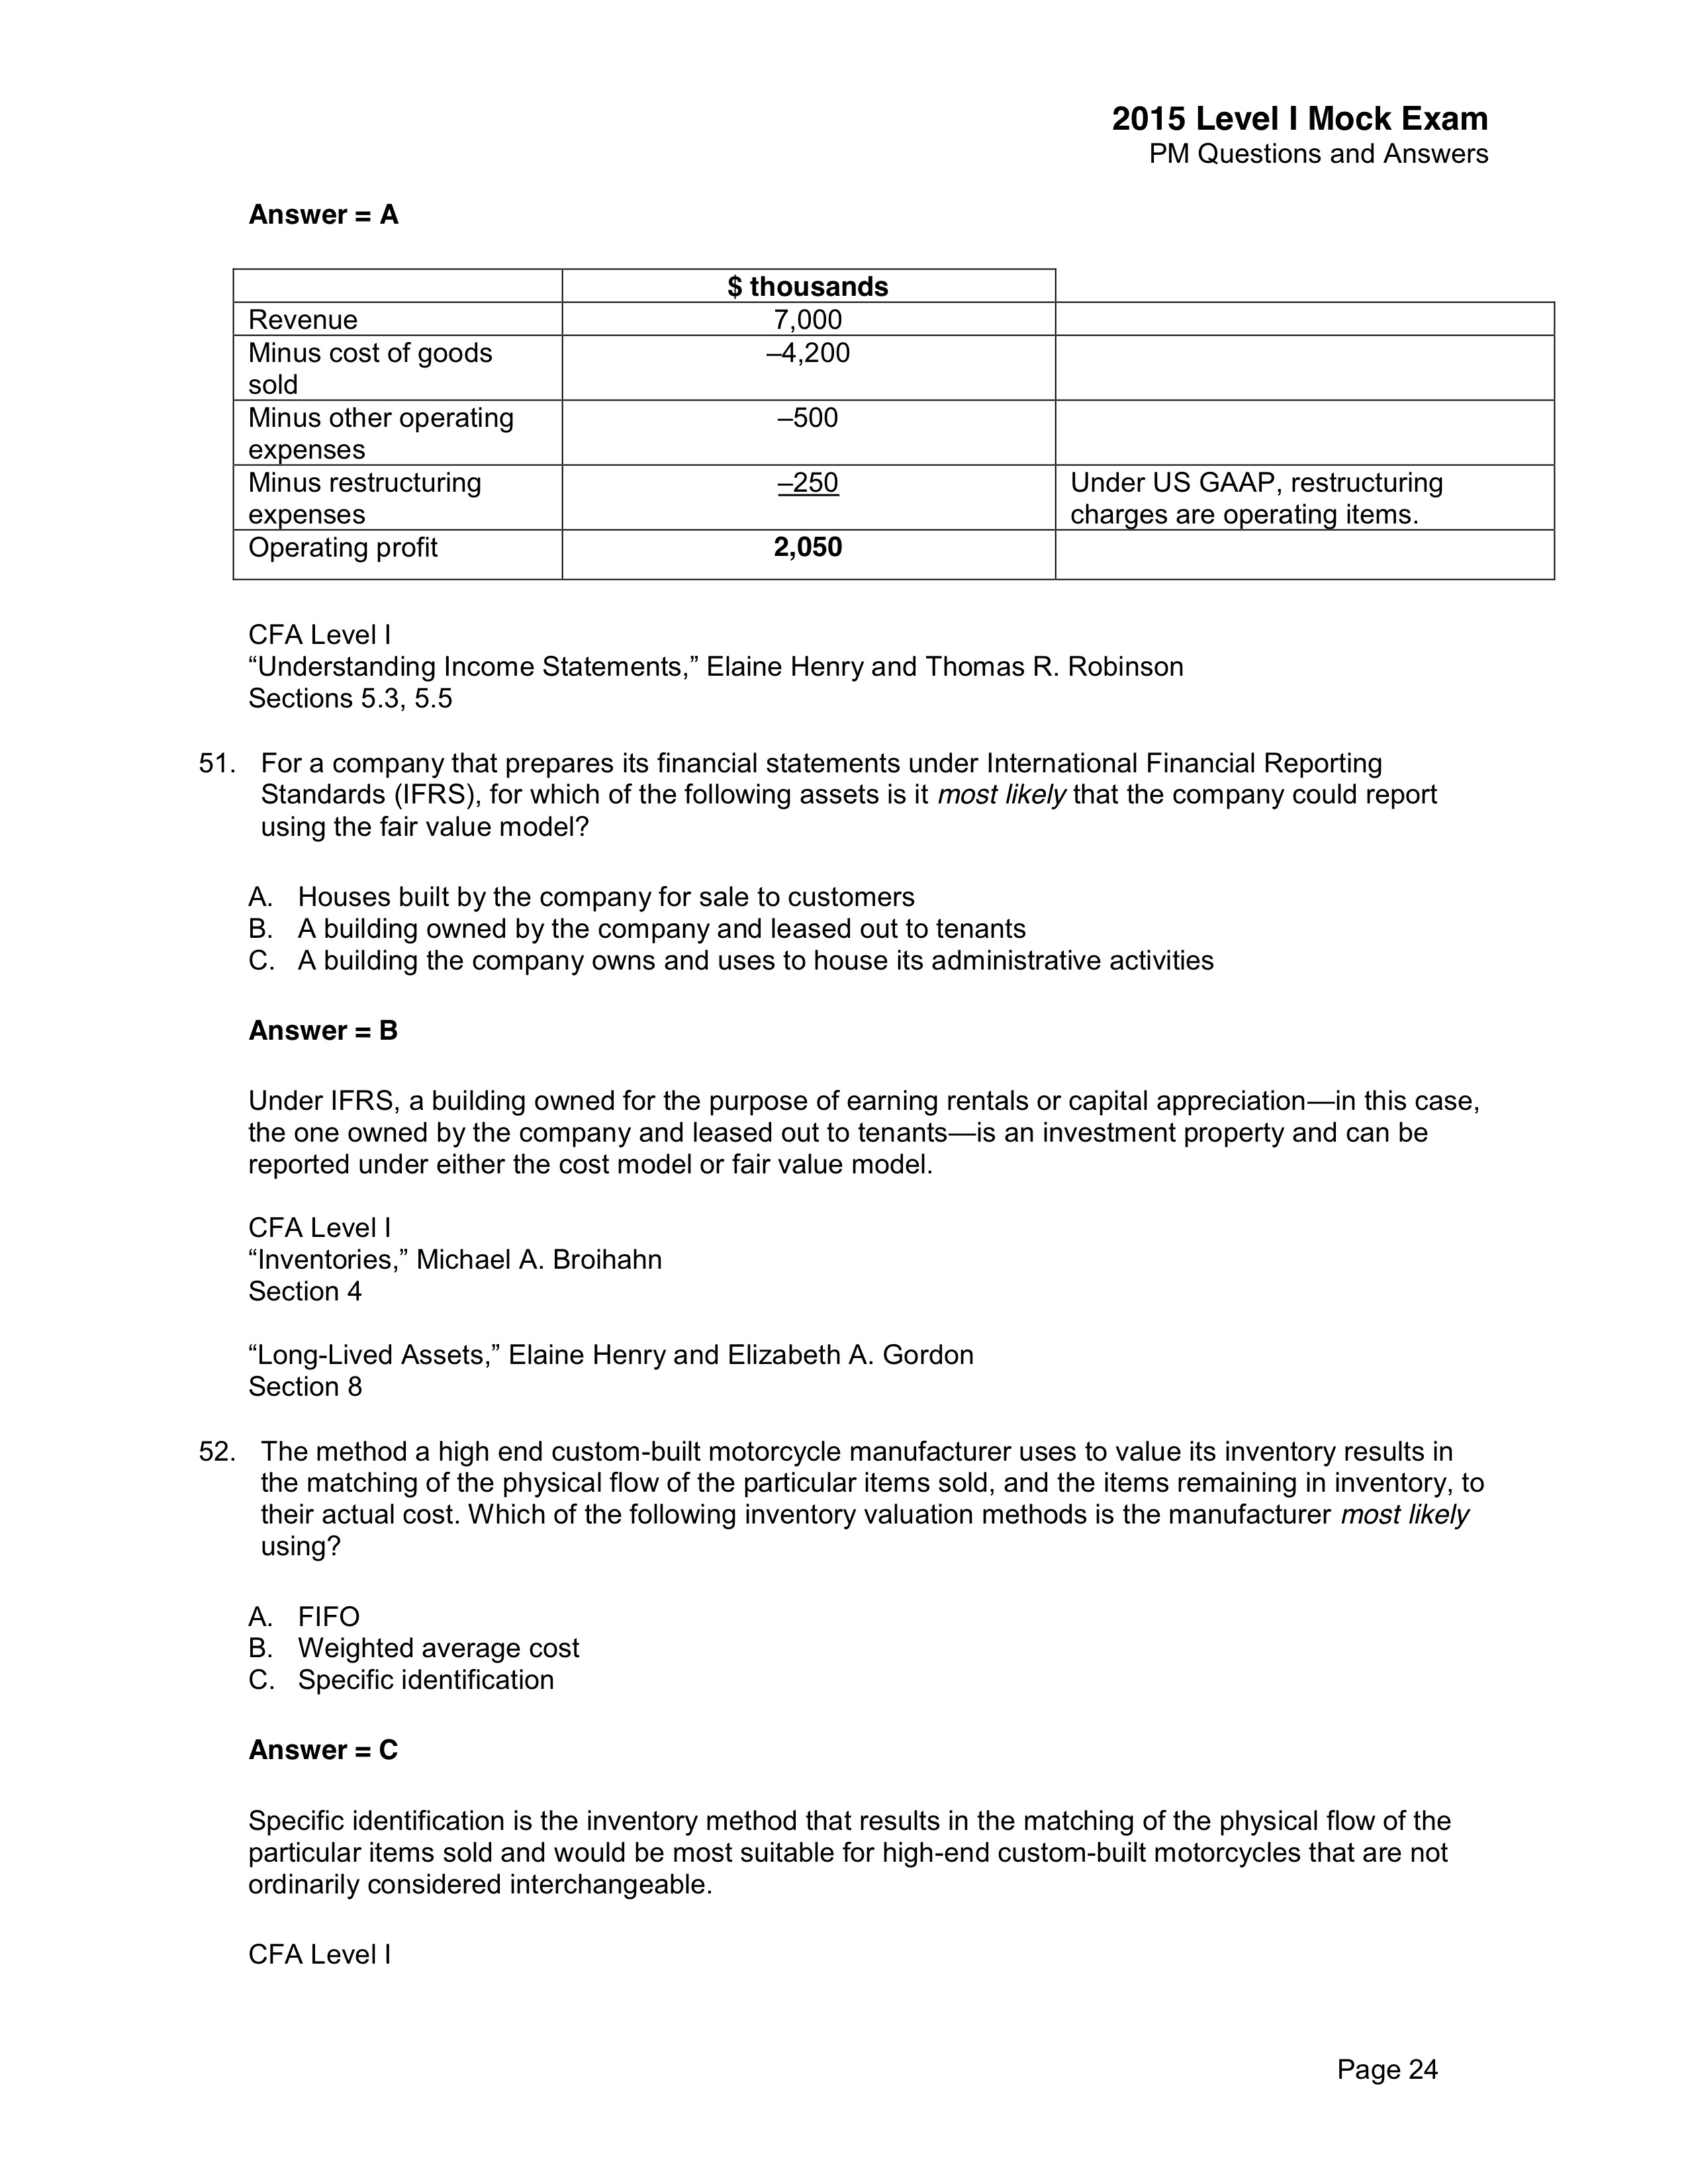 2015 Level I Mock Exam
PM Questions and Answers
Answer = A
$ thousands
Revenue 7,000
Minus cost of goods –4,200
sold
Minus other operating –500
expenses
Minus restructuring –250 Under US GAAP, restructuring
expenses charges are operating items.
Operating profit 2,050
CFA Level I
“Understanding Income Statements,” Elaine Henry and Thomas R. Robinson
Sections 5.3, 5.5
51. For a company that prepares its financial statements under International Financial Reporting
Standards (IFRS), for which of the following assets is it most likely that the company could report
using the fair value model?
A. Houses built by the company for sale to customers
B. A building owned by the company and leased out to tenants
C. A building the company owns and uses to house its administrative activities
Answer = B
Under IFRS, a building owned for the purpose of earning rentals or capital appreciation—in this case,
the one owned by the company and leased out to tenants—is an investment property and can be
reported under either the cost model or fair value model.
CFA Level I
“Inventories,” Michael A. Broihahn
Section 4
“Long-Lived Assets,” Elaine Henry and Elizabeth A. Gordon
Section 8
52. The method a high end custom-built motorcycle manufacturer uses to value its inventory results in
the matching of the physical flow of the particular items sold, and the items remaining in inventory, to
their actual cost. Which of the following inventory valuation methods is the manufacturer most likely
using?
A. FIFO
B. Weighted average cost
C. Specific identification
Answer = C
Specific identification is the inventory method that results in the matching of the physical flow of the
particular items sold and would be most suitable for high-end custom-built motorcycles that are not
ordinarily considered interchangeable.
CFA Level I
Page 24